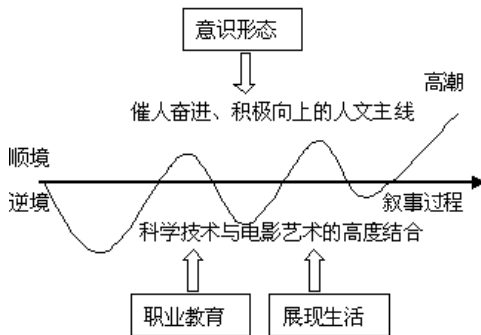 意识形态
高潮
催人奋进、积极向上的人文主线
顺境
逆境
叙事过程
科学技术与电影艺术的高度结合
职业教育
展现生活